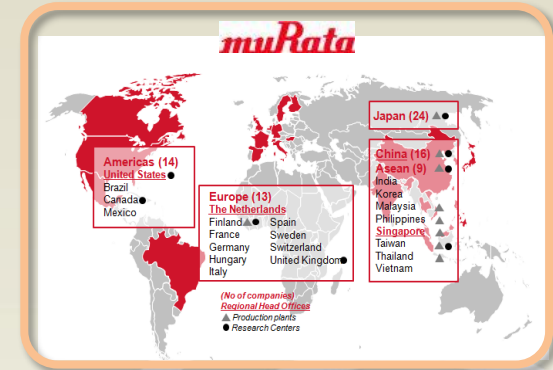 muRata
Japan (24)
Americas (14)
United States
Brazil
Canada
Mexico
Europe (13)
The Netherlands
Finland
France
Germany
Hungary
Italy
Spain
Sweden
Switzerland
United Kingdom
China (16)
Asean (9)
India
Korea
Malaysia
Philippines
Singapore
Taiwan
Thailand
Vietnam
(No of companies)
Regional Head Offices
Production plants
Research Centers